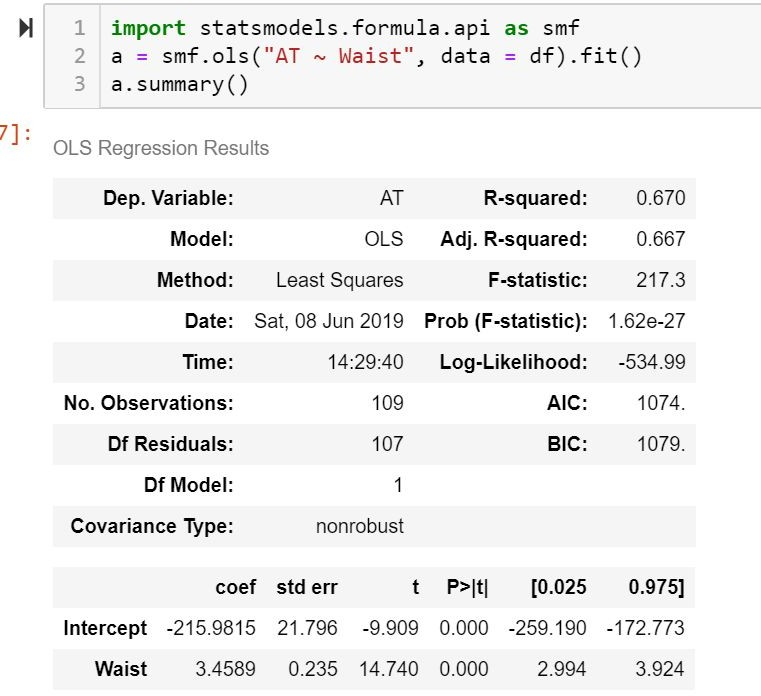 1 import statsmodels.formula.api as smf
2 a = smf.ols("AT ~ Waist", data = df).fit()
3 a.summary()
7]:
OLS Regression Results
Dep. Variable: AT R-squared: 0.670
Model: OLS Adj. R-squared: 0.667
Method: Least Squares F-statistic: 217.3
Date: Sat, 08 Jun 2019 Prob (F-statistic): 1.62e-27
Time: 14:29:40 Log-Likelihood: -534.99
No. Observations: 109 AIC: 1074.
Df Residuals: 107 BIC: 1079.
Df Model: 1
Covariance Type: nonrobust
coef std err t P>|t| [0.025 0.975]
Intercept -215.9815 21.796 -9.909 0.000 -259.190 -172.773
Waist 3.4589 0.235 14.740 0.000 2.994 3.924